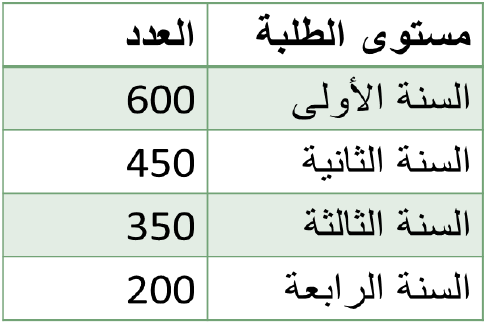 مستوى الطلبة العدد
السنة الأولى 600
السنة الثانية 450
السنة الثالثة 350
السنة الرابعة 200